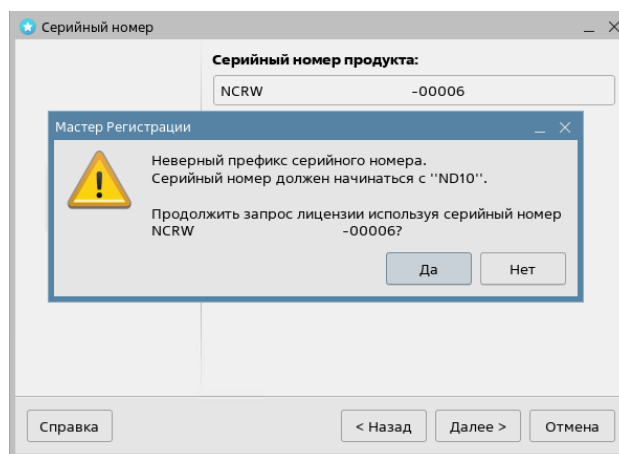 Серийный номер
Серийный номер продукта:
NCRW -00006
Мастер Регистрации
Неверный префикс серийного номера.
Серийный номер должен начинаться с ''ND10''.
Продолжить запрос лицензии используя серийный номер
NCRW -00006?
Да Нет
Справка < Назад Далее > Отмена